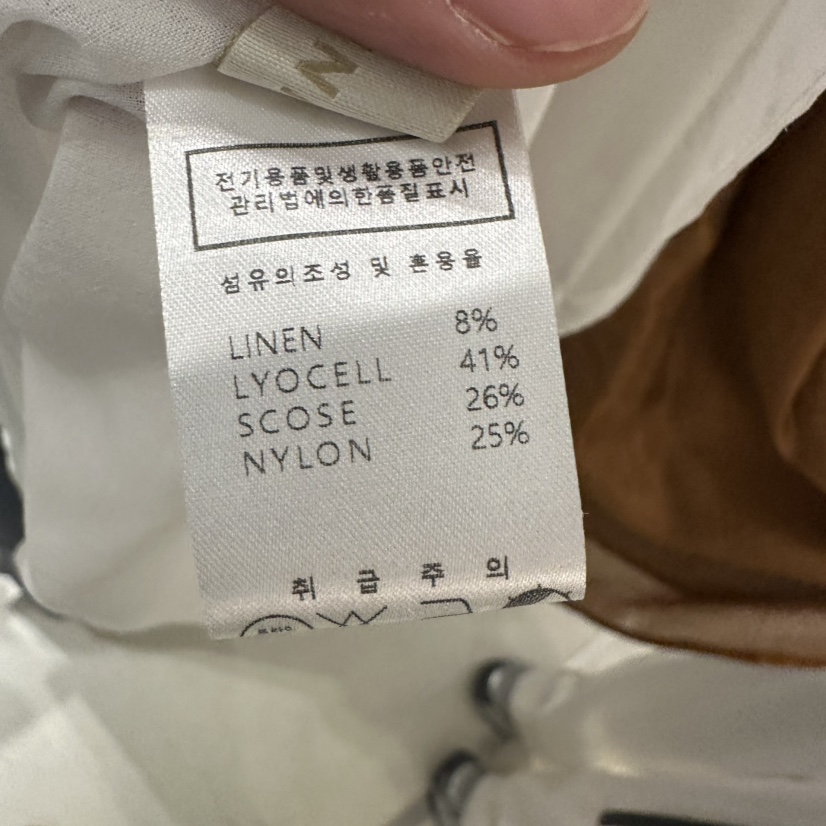 전기용품및생활용품안전
관리법에의한품질표시
섬유의조성 및 혼용율
LINEN 8%
LYOCELL 41%
SCOSE 26%
NYLON 25%
취 급 주 의